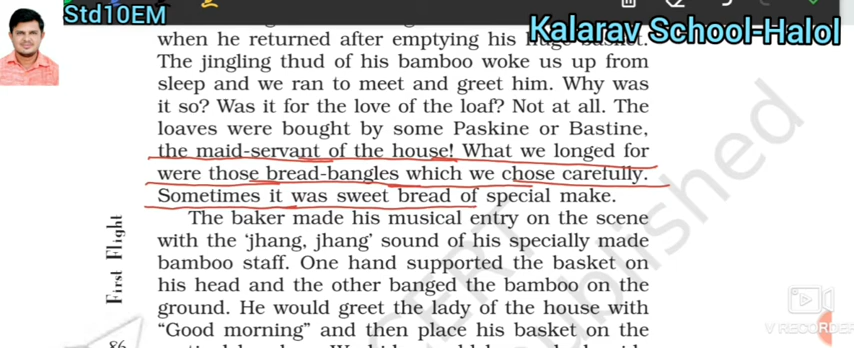 Std10EM
Kalarav School-Halol
when he returned after emptying his huge basket.
The jingling thud of his bamboo woke us up from
sleep and we ran to meet and greet him. Why was
it so? Was it for the love of the loaf? Not at all. The
loaves were bought by some Paskine or Bastine,
the maid-servant of the house! What we longed for
were those bread-bangles which we chose carefully.
Sometimes it was sweet bread of special make.
The baker made his musical entry on the scene
with the ‘jhang, jhang’ sound of his specially made
bamboo staff. One hand supported the basket on
his head and the other banged the bamboo on the
ground. He would greet the lady of the house with
“Good morning” and then place his basket on the
First Flight
86
NCERT
published
V RECORDER